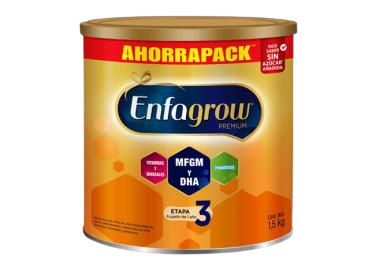 AHORRAPACK
RICO
SABOR
SIN
AZÚCAR
AÑADIDA
Enfagrow
PREMIUM
VITAMINAS
Y
MINERALES
MFGM
Y
DHA
PREBIÓTICOS
ETAPA
A partir de 1 año
3
Cont. Net.
1,5 kg